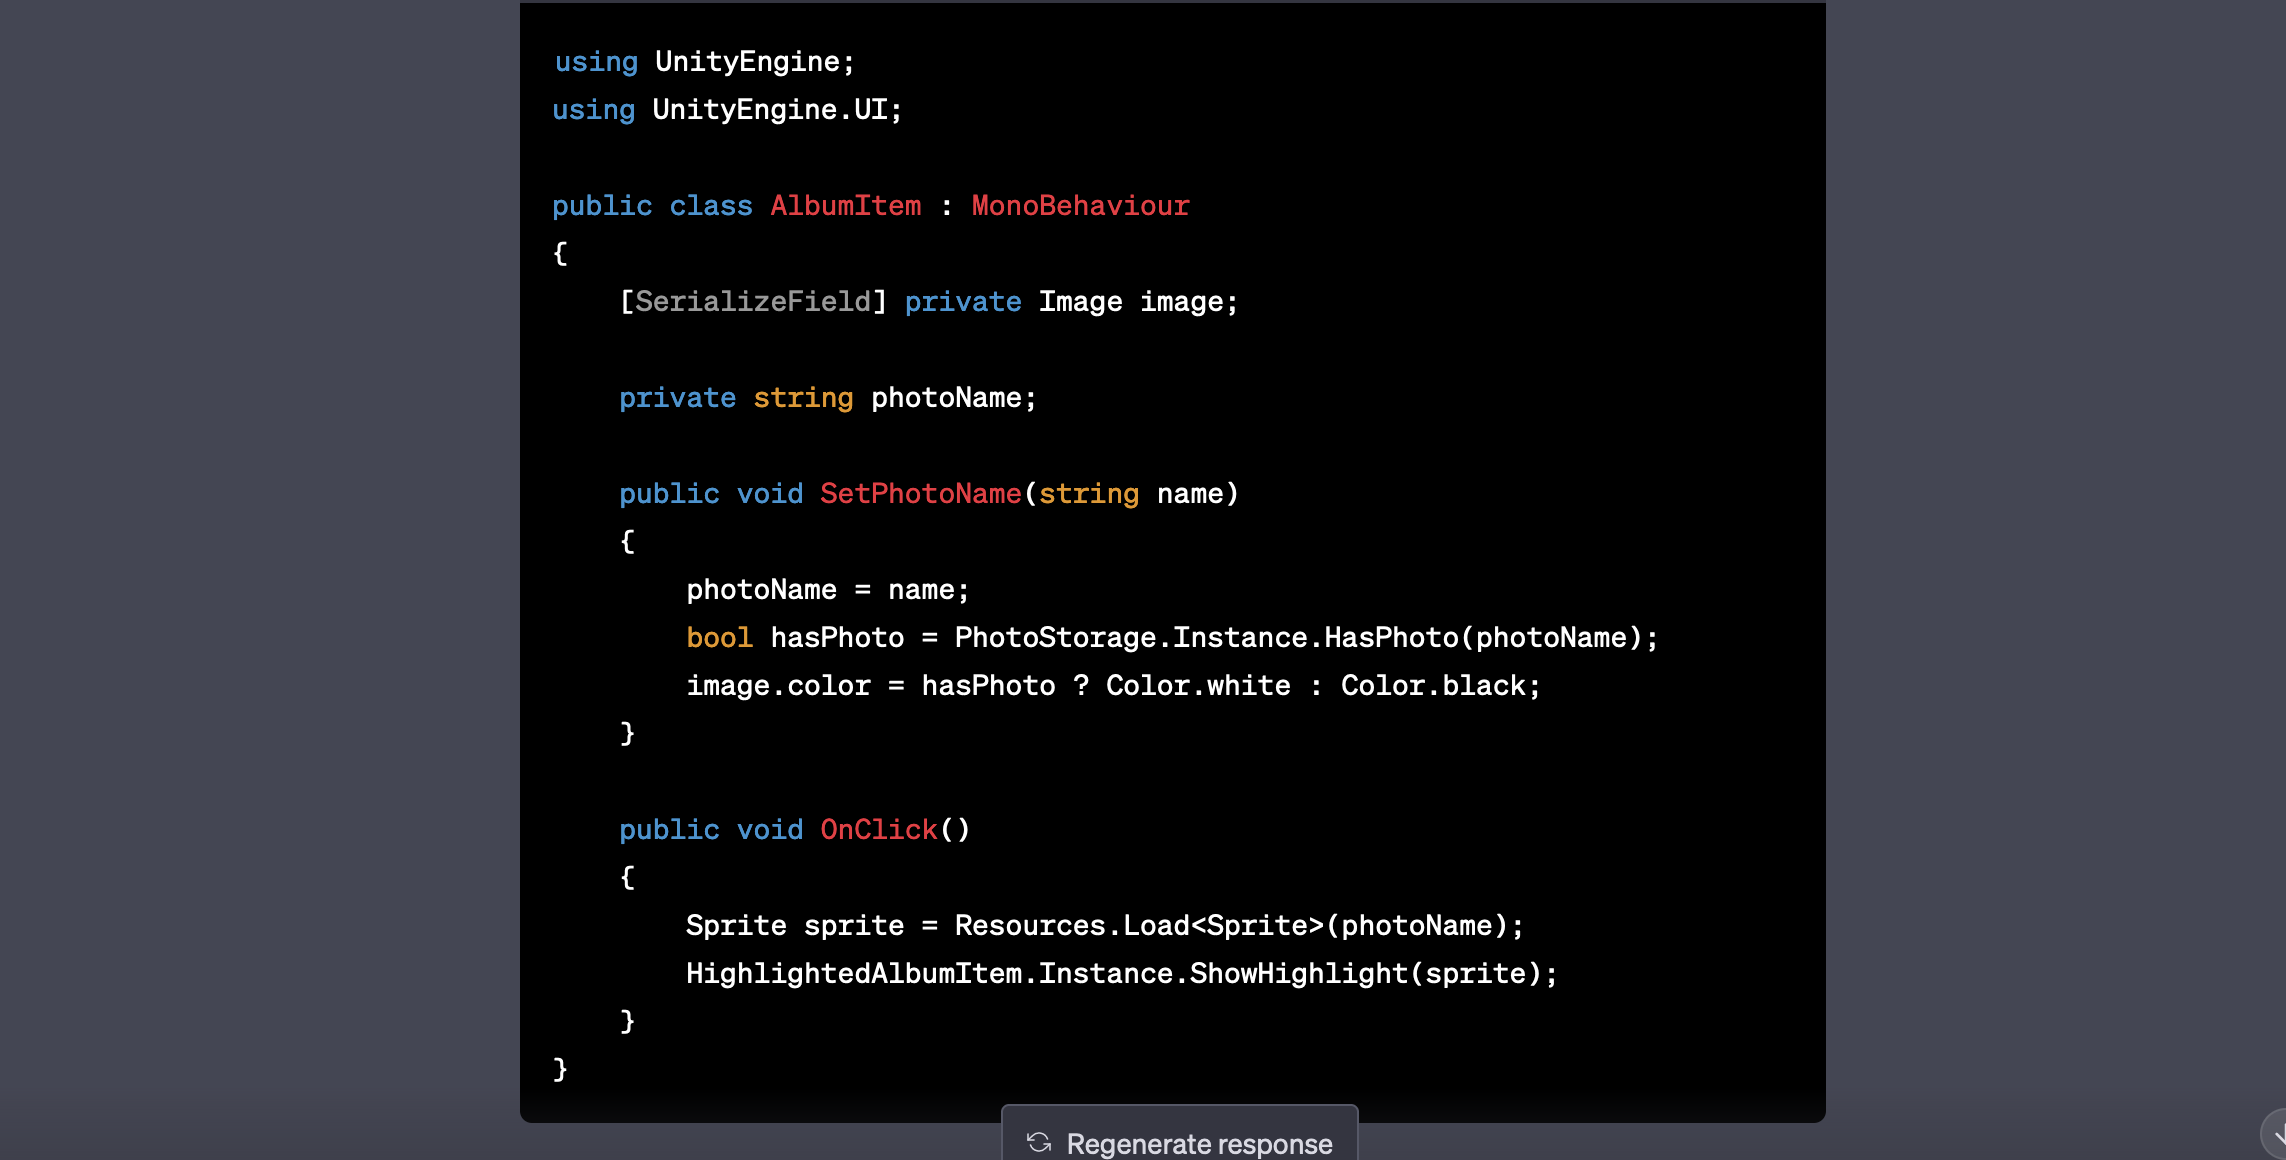 using UnityEngine;
using UnityEngine.UI;
public class AlbumItem : MonoBehaviour
{
[SerializeField] private Image image;
private string photoName;
public void SetPhotoName(string name)
{
photoName = name;
bool hasPhoto = PhotoStorage.Instance.HasPhoto(photoName);
image.color = hasPhoto ? Color.white : Color.black;
}
public void OnClick()
{
Sprite sprite = Resources.Load<Sprite>(photoName);
HighlightedAlbumItem.Instance.ShowHighlight(sprite);
}
}
Regenerate response